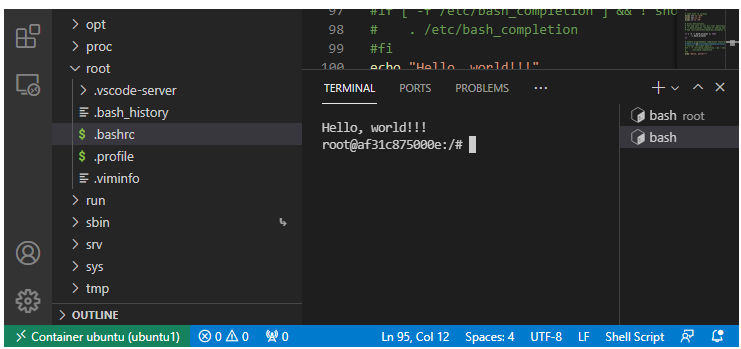 opt
proc
root
.vscode-server
.bash_history
$ .bashrc
$ .profile
.viminfo
run
sbin
srv
sys
tmp
OUTLINE
97 #if [ -f /etc/bash_completion ] && !
98 #    . /etc/bash_completion
99 #fi
100 echo "Hello, world!!!"
TERMINAL PORTS PROBLEMS ...
Hello, world!!!
root@af31c875000e:/#
bash root
bash
Container ubuntu (ubuntu1) 0 0 0 Ln 95, Col 12 Spaces: 4 UTF-8 LF Shell Script